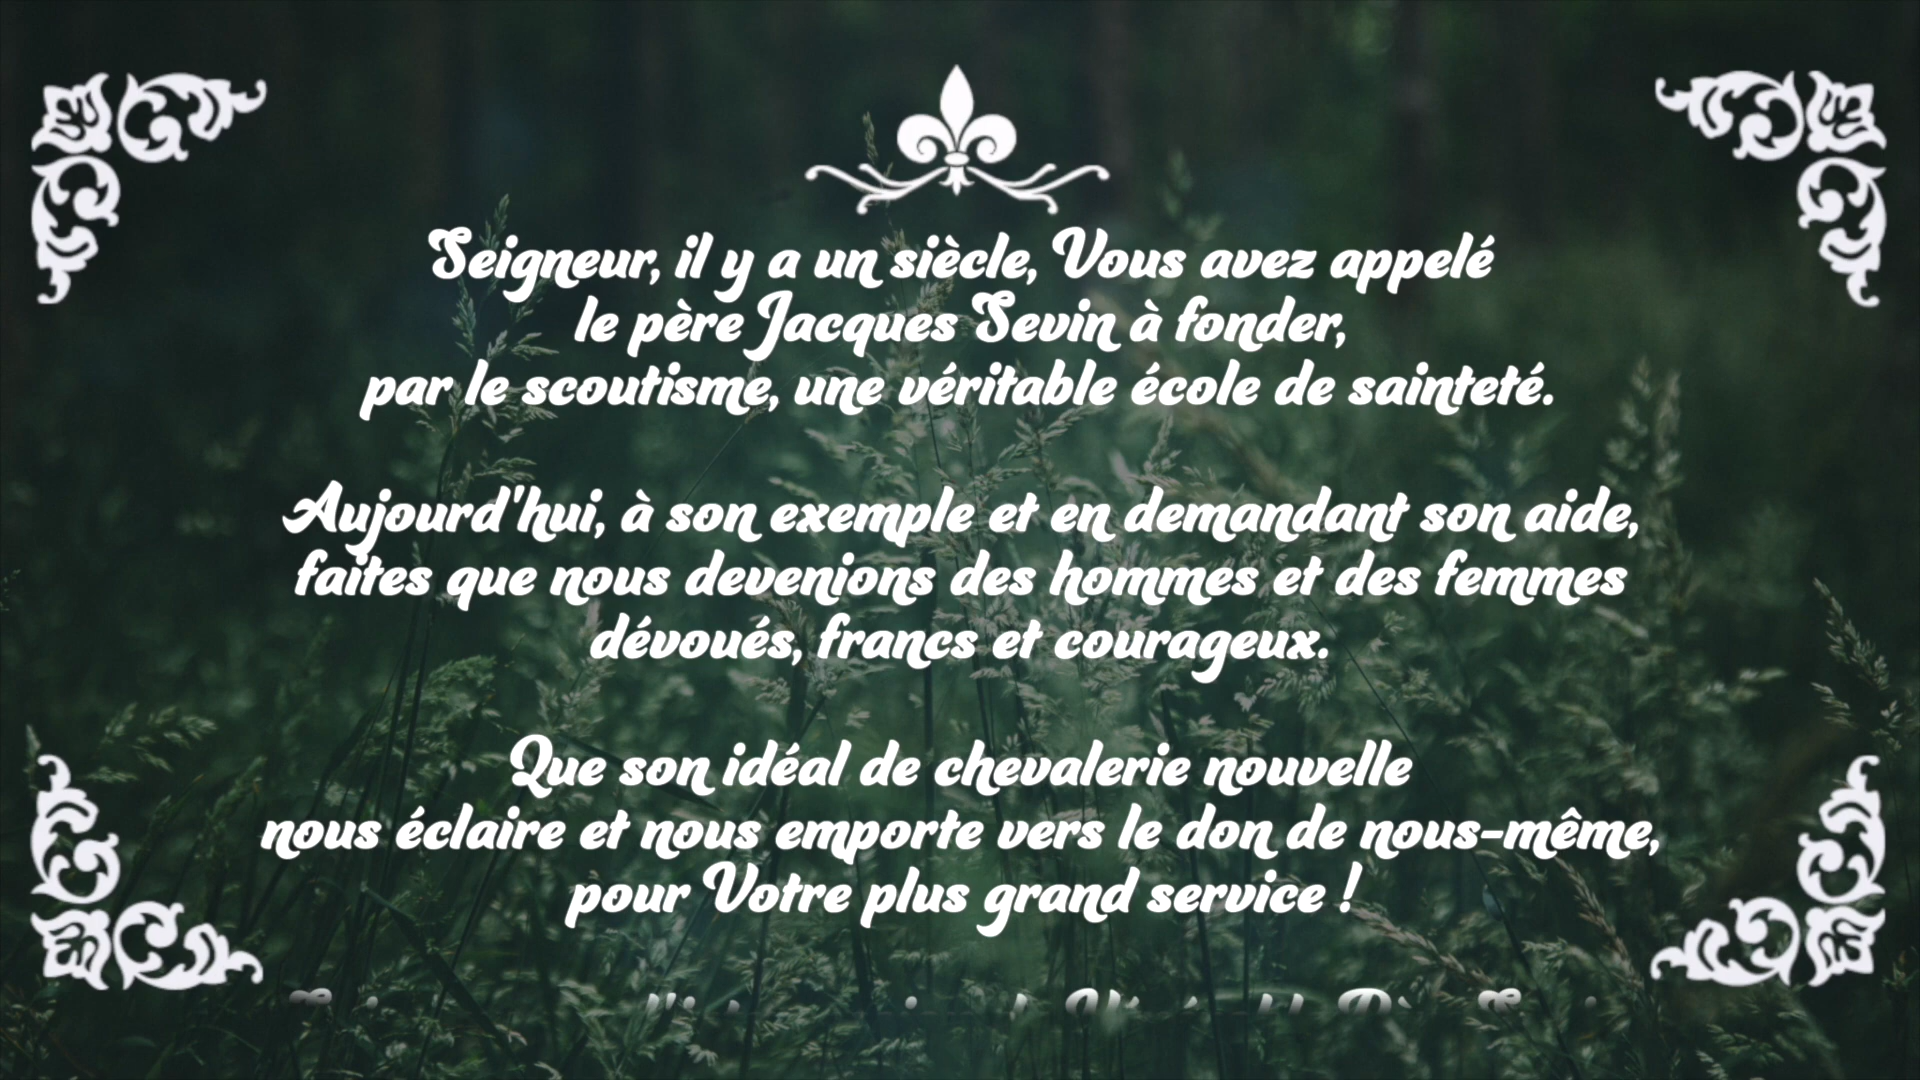 Seigneur, il y a un siècle, Vous avez appelé
le père Jacques Sevin à fonder,
par le scoutisme, une véritable école de sainteté.
Aujourd'hui, à son exemple et en demandant son aide,
faites que nous devenions des hommes et des femmes
dévoués, francs et courageux.
Que son idéal de chevalerie nouvelle
nous éclaire et nous emporte vers le don de nous-même,
pour Votre plus grand service !